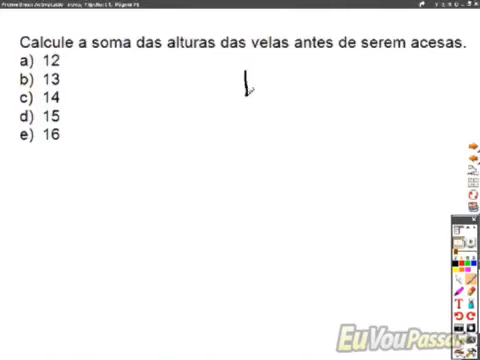 Calcule a soma das alturas das velas antes de serem acesas.
a) 12
b) 13
c) 14
d) 15
e) 16
EuVouPassar